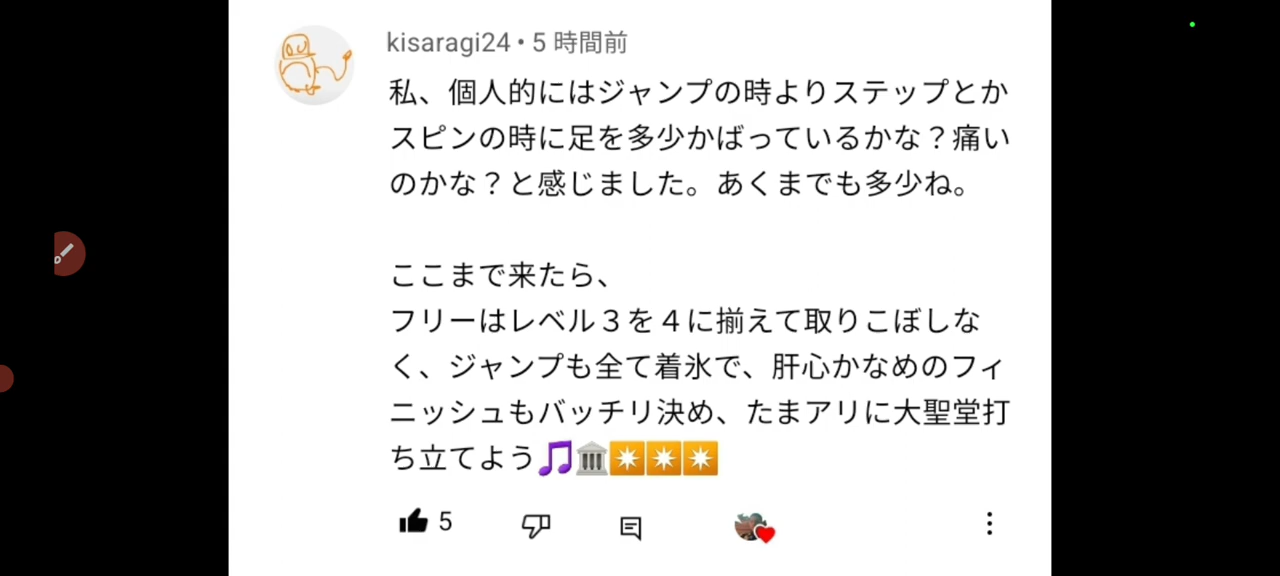 kisaragi24 • 5 時間前
私、個人的にはジャンプの時よりステップとか
スピンの時に足を多少かばっているかな？痛い
のかな？と感じました。あくまでも多少ね。
ここまで来たら、
フリーはレベル３を４に揃えて取りこぼしな
く、ジャンプも全て着氷で、肝心かなめのフィ
ニッシュもバッチリ決め、たまアリに大聖堂打
ち立てよう🎵🏛️✴️✴️✴️
5